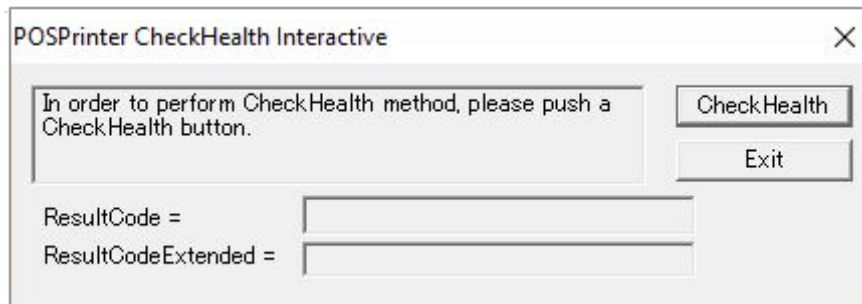 POSPrinter CheckHealth Interactive
In order to perform CheckHealth method, please push a
CheckHealth button.
CheckHealth
Exit
ResultCode =
ResultCodeExtended =